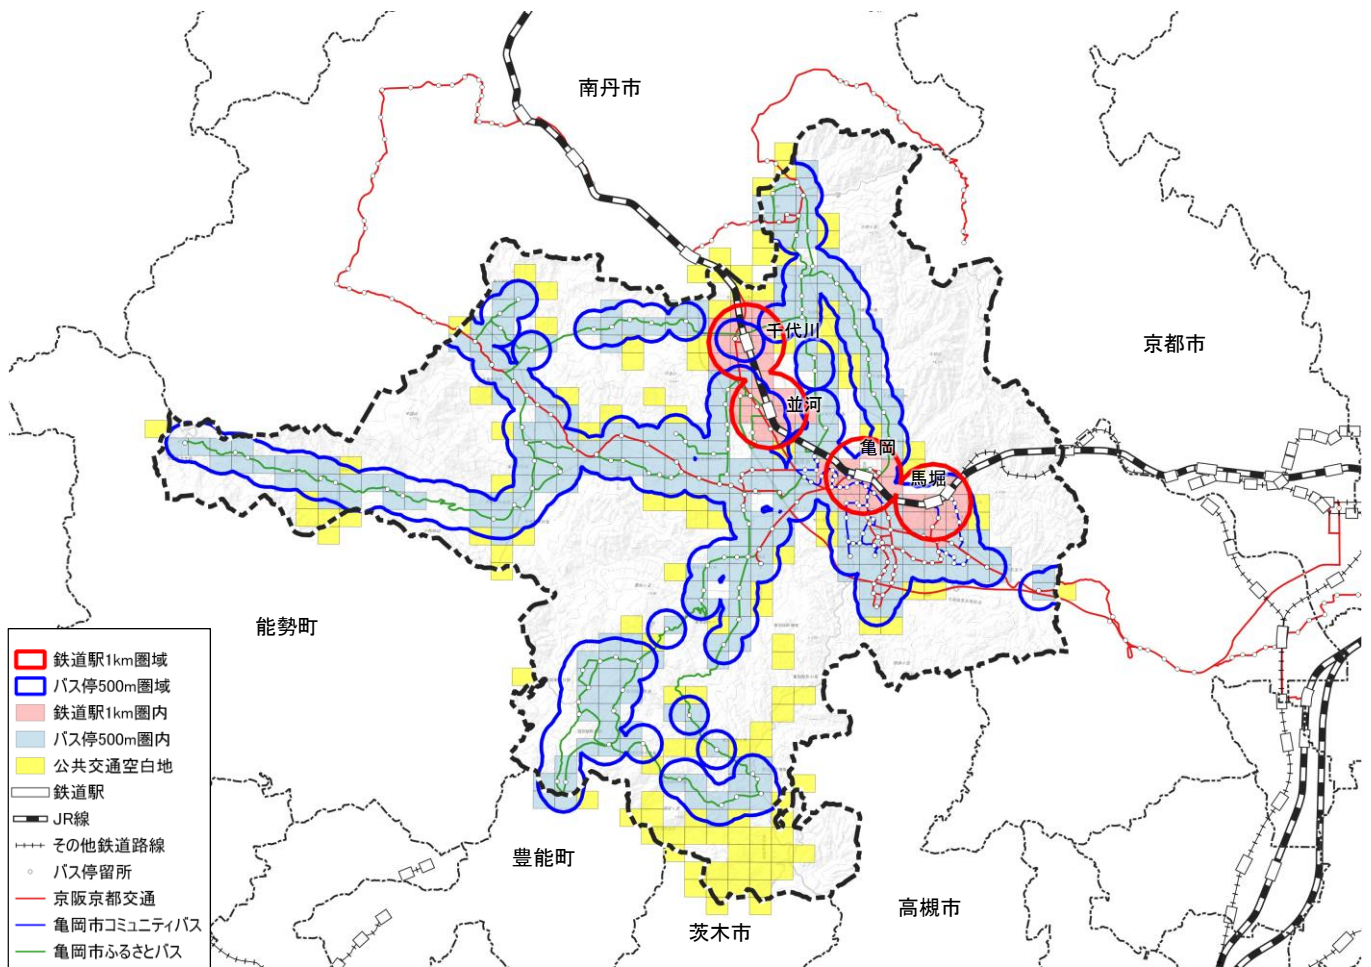 南丹市
京都市
千代川
並河
亀岡
馬堀
能勢町
豊能町
茨木市
高槻市
鉄道駅1km圏域
バス停500m圏域
鉄道駅1km圏内
バス停500m圏内
公共交通空白地
鉄道駅
JR線
その他鉄道路線
バス停留所
京阪京都交通
亀岡市コミュニティバス
亀岡市ふるさとバス